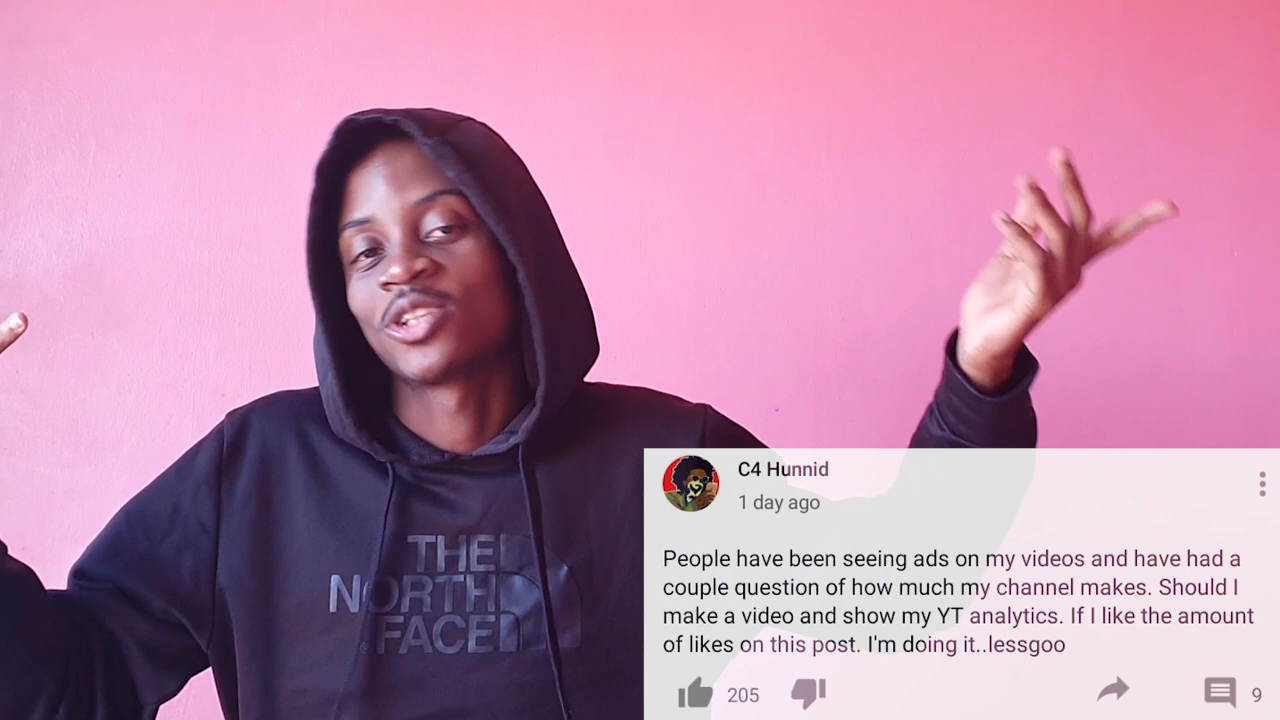 THE
NORTH
FACE
C4 Hunnid
1 day ago
People have been seeing ads on my videos and have had a
couple question of how much my channel makes. Should I
make a video and show my YT analytics. If I like the amount
of likes on this post. I'm doing it..lessgoo
205
9